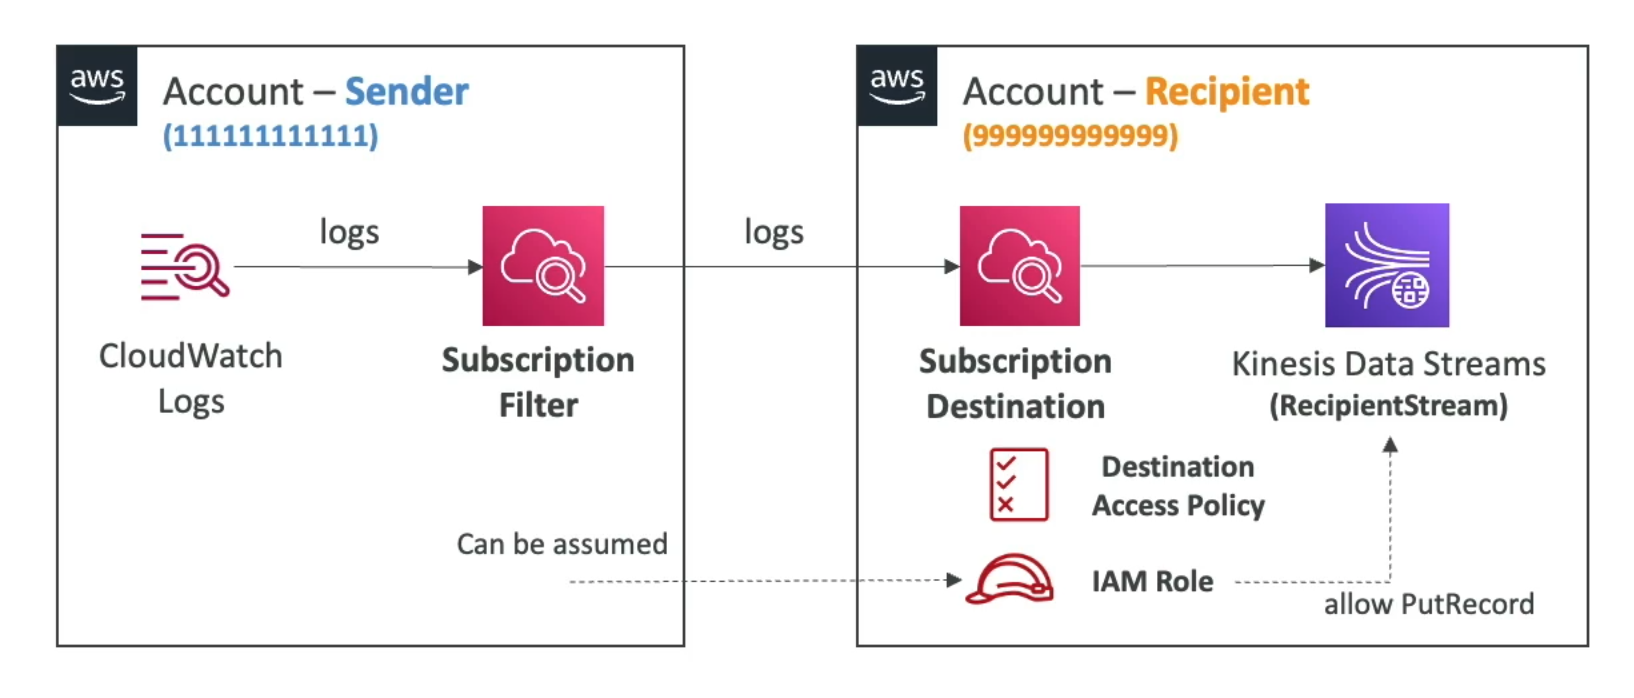 aws
Account – Sender
(111111111111)
logs
CloudWatch
Logs
Subscription
Filter
Can be assumed
logs
aws
Account – Recipient
(999999999999)
Subscription
Destination
Kinesis Data Streams
(RecipientStream)
Destination
Access Policy
IAM Role
allow PutRecord